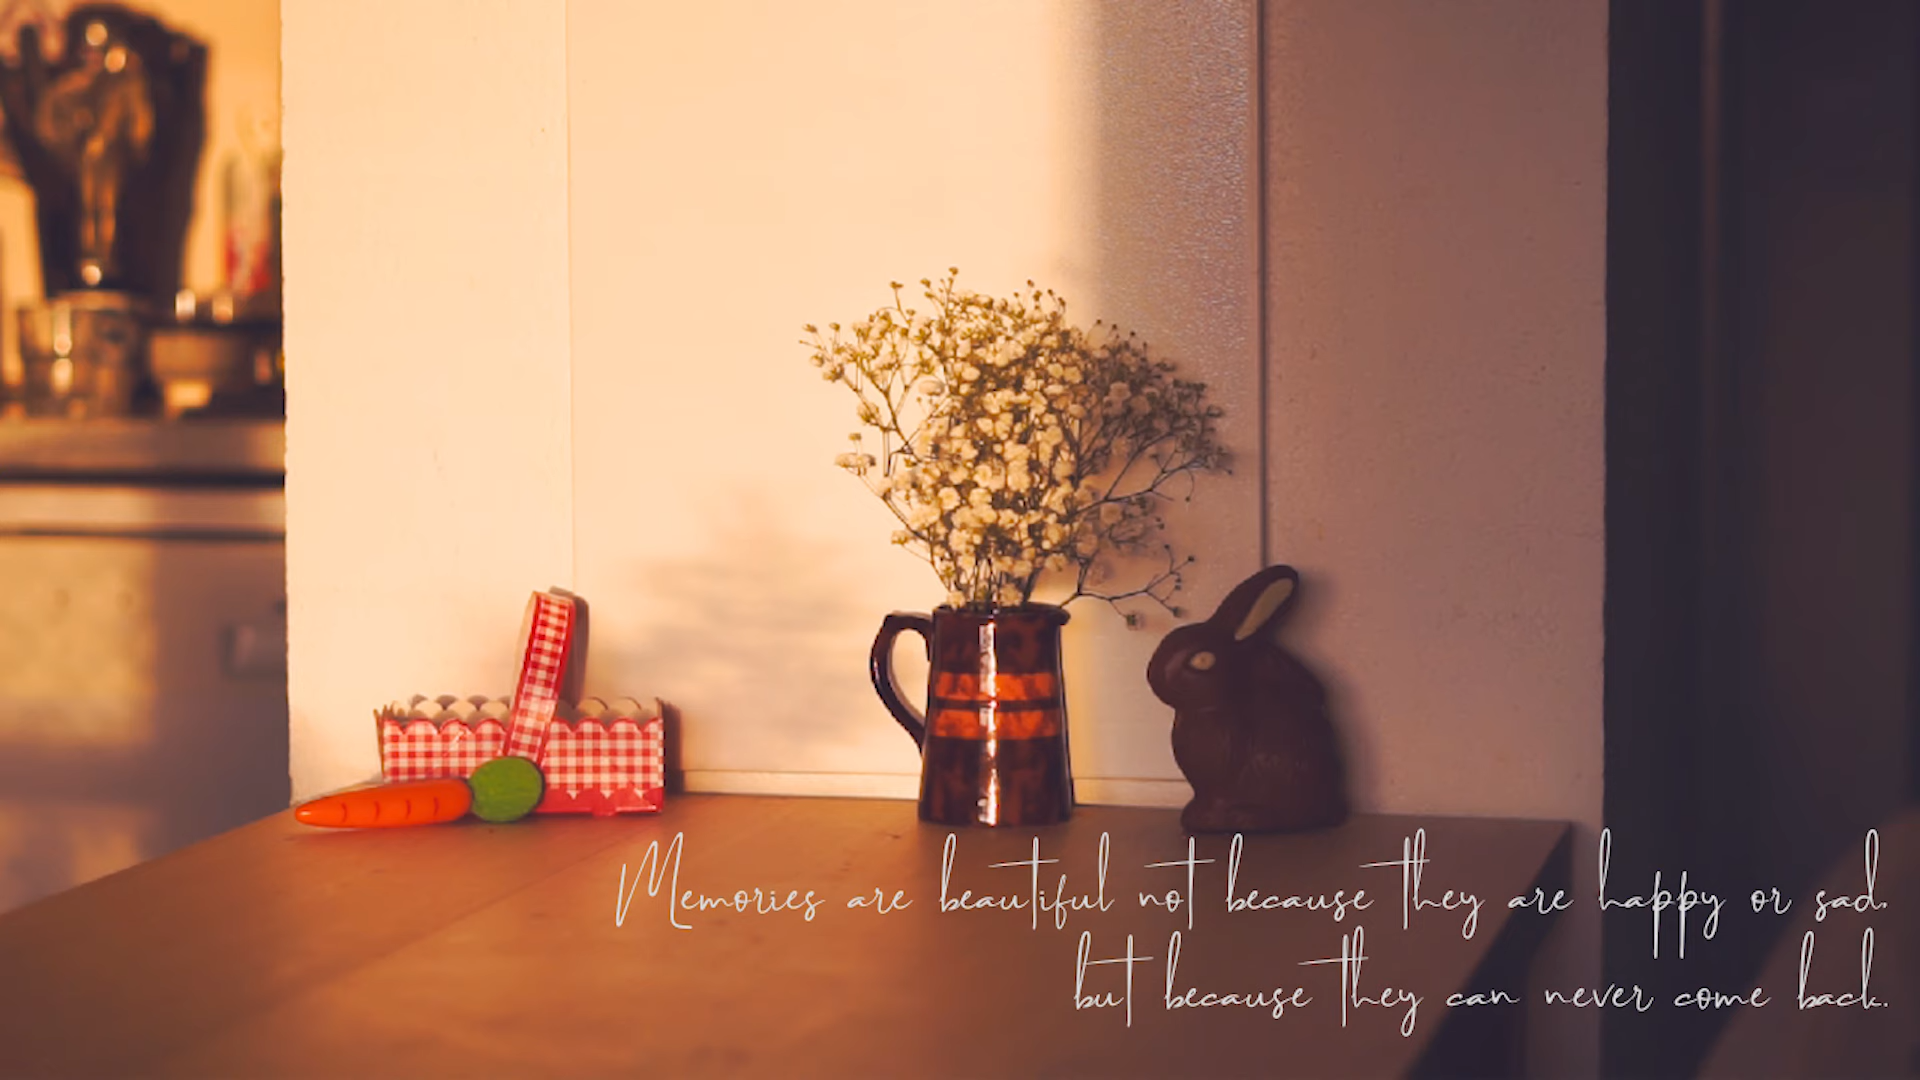 Memories are beautiful not because they are happy or sad.
but because they can never come back.